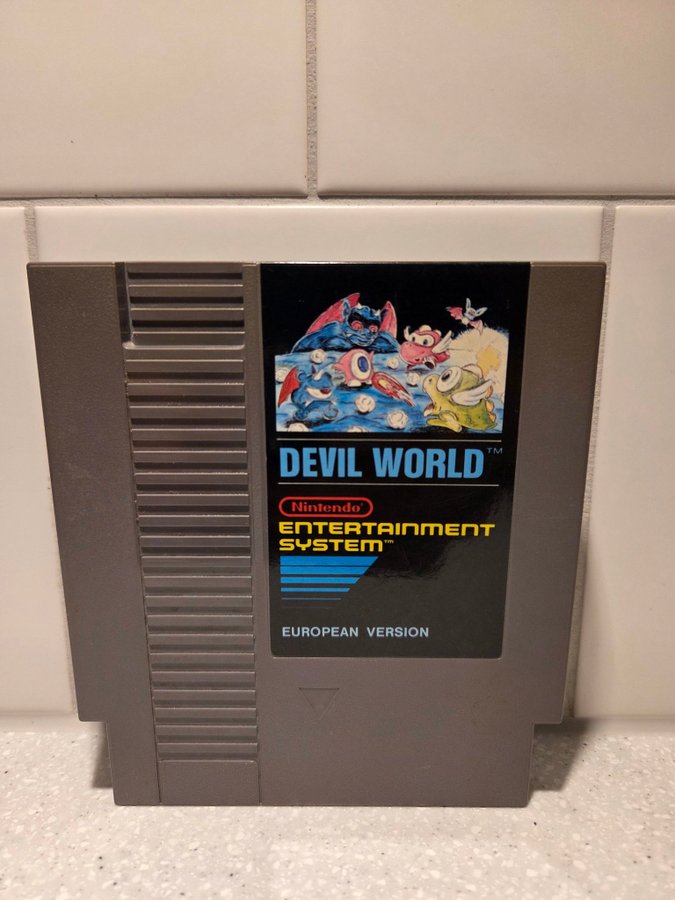 DEVIL WORLD™
Nintendo®
ENTERTAINMENT
SYSTEM™
EUROPEAN VERSION